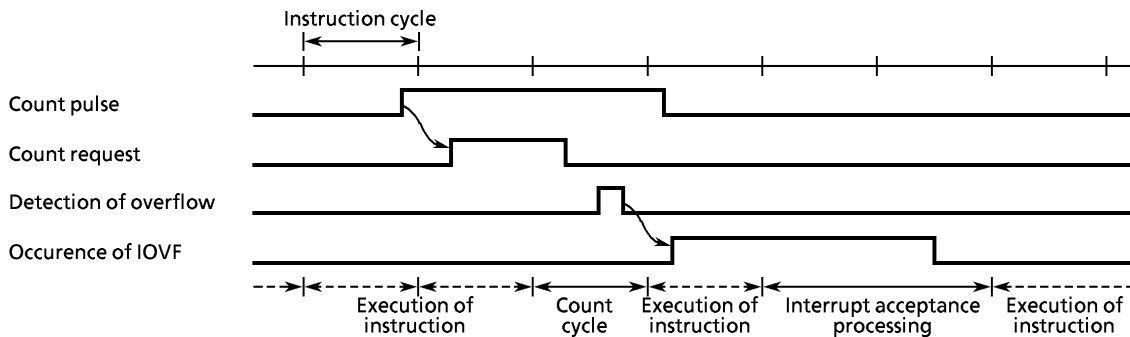 Instruction cycle
Count pulse
Count request
Detection of overflow
Occurence of IOVF
Execution of
instruction
Count
cycle
Execution of
instruction
Interrupt acceptance
processing
Execution of
instruction